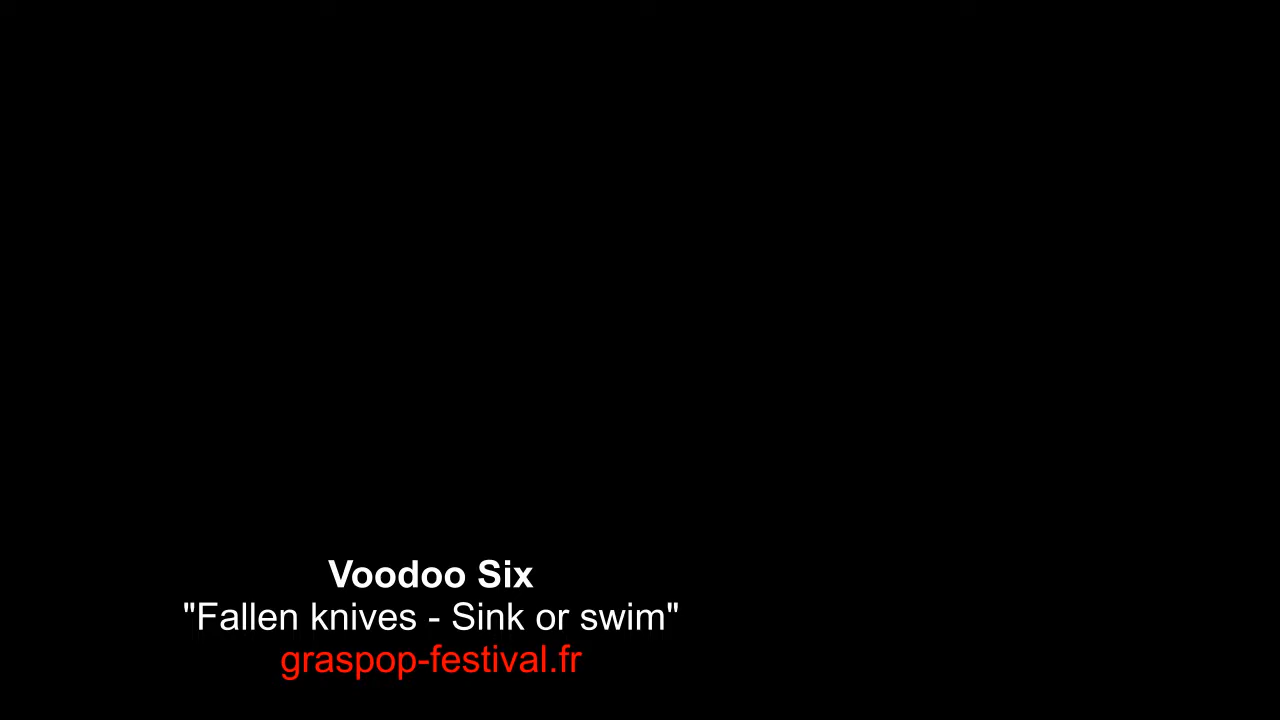 Voodoo Six
"Fallen knives - Sink or swim"
graspop-festival.fr